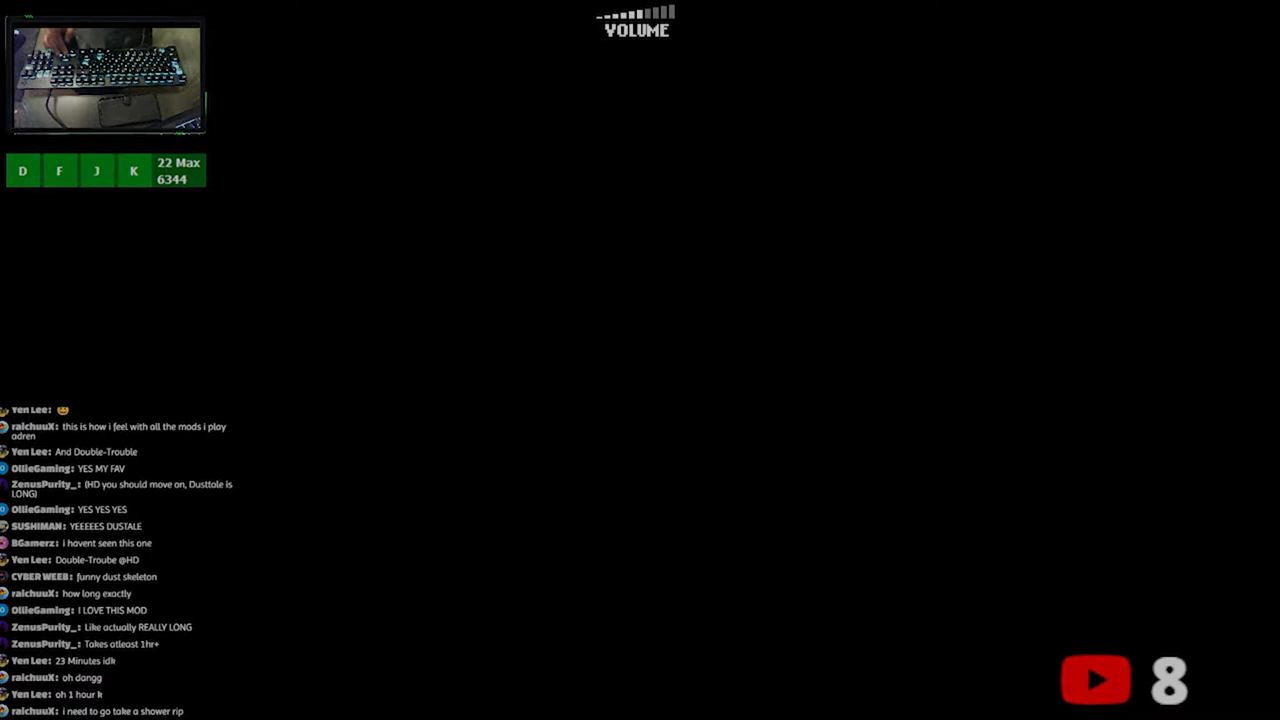 VOLUME
D F J K 22 Max
6344
Yen Lee:
raichuuX: this is how i feel with all the mods i play
adren
Yen Lee: And Double-Trouble
OllieGaming: YES MY FAV
ZenusPurity_: (HD you should move on, Dusttale is
LONG)
OllieGaming: YES YES YES
SUSHIMAN: YEEEEES DUSTALE
BGamerz: i havent seen this one
Yen Lee: Double-Troube @HD
CYBER WEEB: funny dust skeleton
raichuuX: how long exactly
OllieGaming: I LOVE THIS MOD
ZenusPurity_: Like actually REALLY LONG
ZenusPurity_: Takes atleast 1hr+
Yen Lee: 23 Minutes idk
raichuuX: oh dangg
Yen Lee: oh 1 hour k
raichuuX: i need to go take a shower rip
8